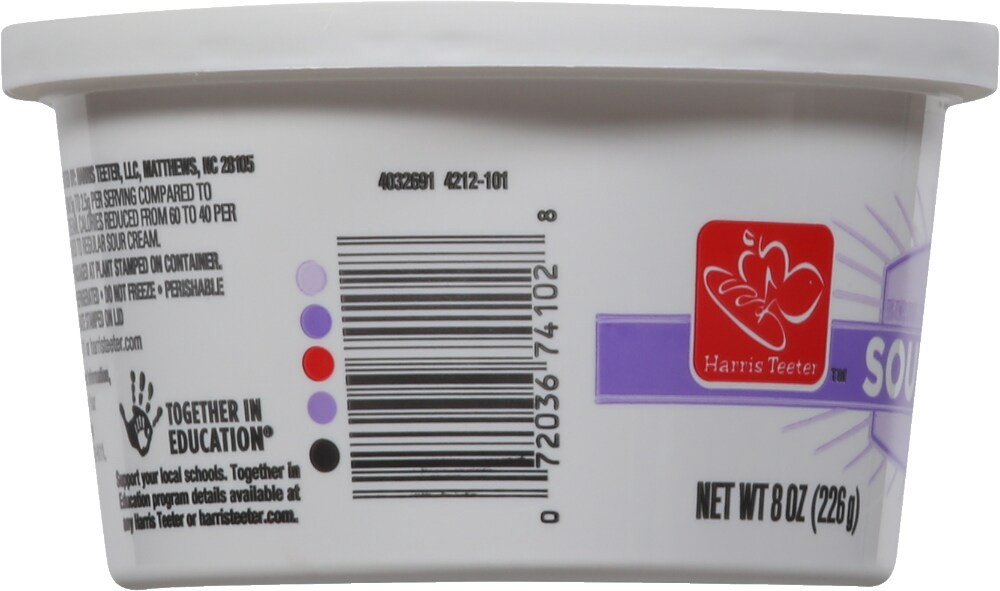 TEETER, LLC, MATTHEWS, NC 28105
PER SERVING COMPARED TO
CALORIES REDUCED FROM 60 TO 40 PER
REGULAR SOUR CREAM.
AT PLANT STAMPED ON CONTAINER.
• DO NOT FREEZE • PERISHABLE
STAMPED ON LID
harristeeter.com
TOGETHER IN
EDUCATION®
Support your local schools. Together in
Education program details available at
any Harris Teeter or harristeeter.com.
4032691 4212-101
0 72036 74102 8
Harris Teeter
TM
SOU
NET WT 8 OZ (226g)